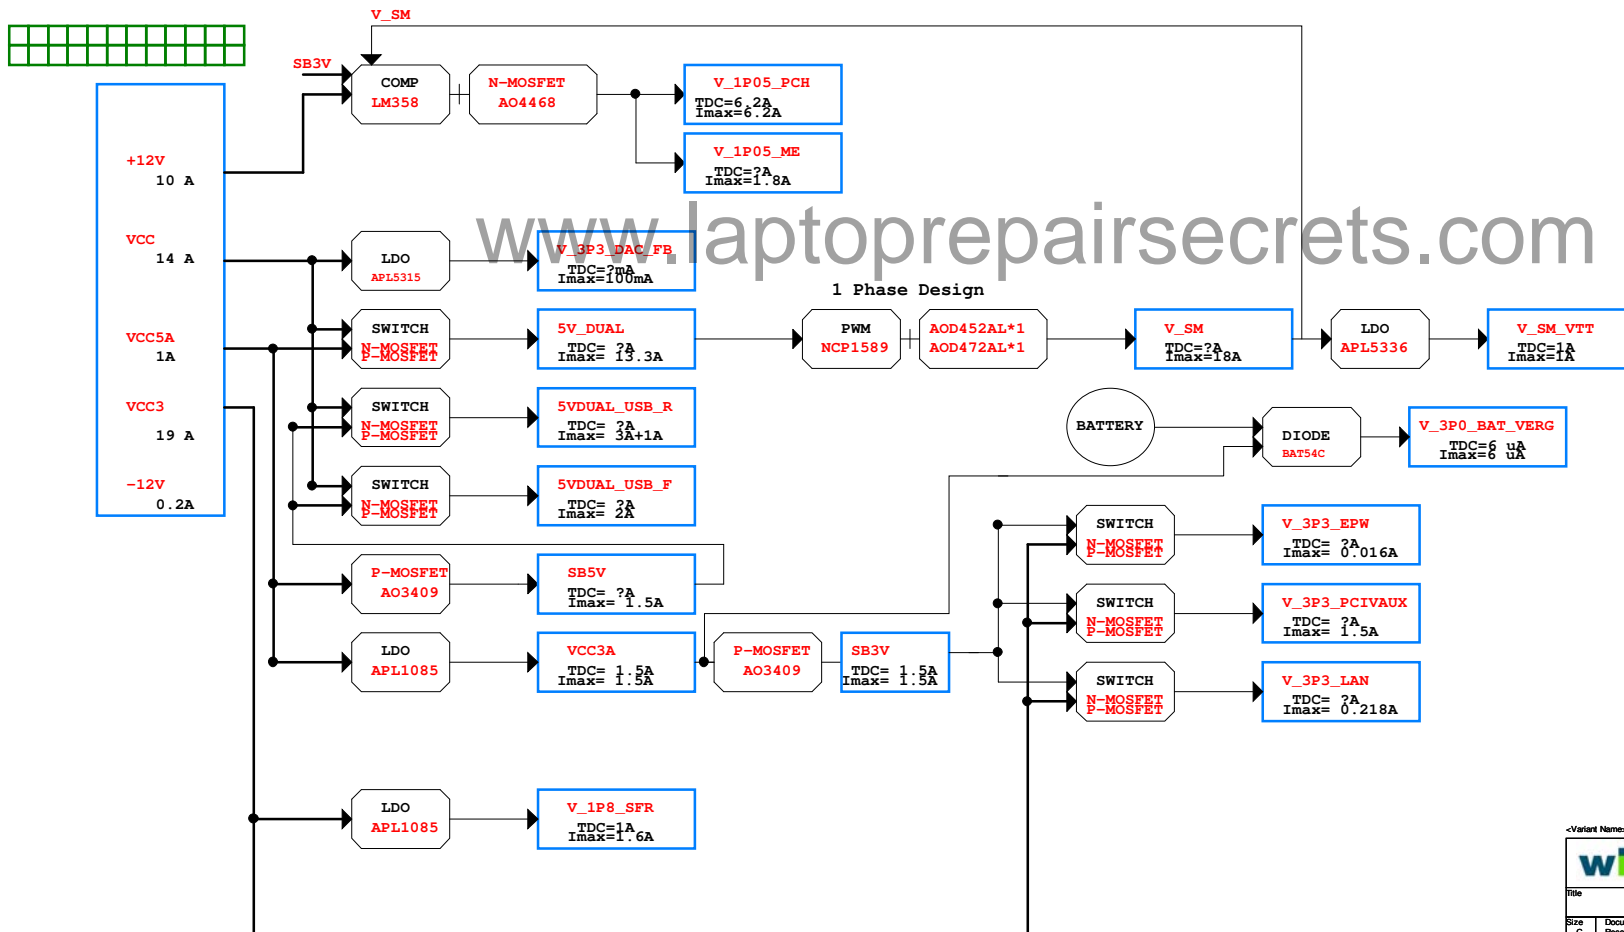 V_SM
SB3V
COMP
LM358
N-MOSFET
AO4468
V_1P05_PCH
TDC=6.2A
Imax=6.2A
V_1P05_ME
TDC=?A
Imax=1.8A
+12V
10 A
VCC
14 A
VCC5A
1A
VCC3
19 A
-12V
0.2A
www.laptoprepairsecrets.com
LDO
APL5315
V_3P3_DAC_FB
TDC=?mA
Imax=100mA
1 Phase Design
SWITCH
N-MOSFET
P-MOSFET
5V_DUAL
TDC= ?A
Imax= 13.3A
PWM
NCP1589
AOD452AL*1
AOD472AL*1
V_SM
TDC=?A
Imax=18A
LDO
APL5336
V_SM_VTT
TDC=1A
Imax=1A
SWITCH
N-MOSFET
P-MOSFET
5VDUAL_USB_R
TDC= ?A
Imax= 3A+1A
BATTERY
DIODE
BAT54C
V_3P0_BAT_VERG
TDC=6 uA
Imax=6 uA
SWITCH
N-MOSFET
P-MOSFET
5VDUAL_USB_F
TDC= ?A
Imax= 2A
SWITCH
N-MOSFET
P-MOSFET
V_3P3_EPW
TDC= ?A
Imax= 0.016A
P-MOSFET
AO3409
SB5V
TDC= ?A
Imax= 1.5A
SWITCH
N-MOSFET
P-MOSFET
V_3P3_PCIVAUX
TDC= ?A
Imax= 1.5A
LDO
APL1085
VCC3A
TDC= 1.5A
Imax= 1.5A
P-MOSFET
AO3409
SB3V
TDC= 1.5A
Imax= 1.5A
SWITCH
N-MOSFET
P-MOSFET
V_3P3_LAN
TDC= ?A
Imax= 0.218A
LDO
APL1085
V_1P8_SFR
TDC=1A
Imax=1.6A
<Variant Name>
Title
Size